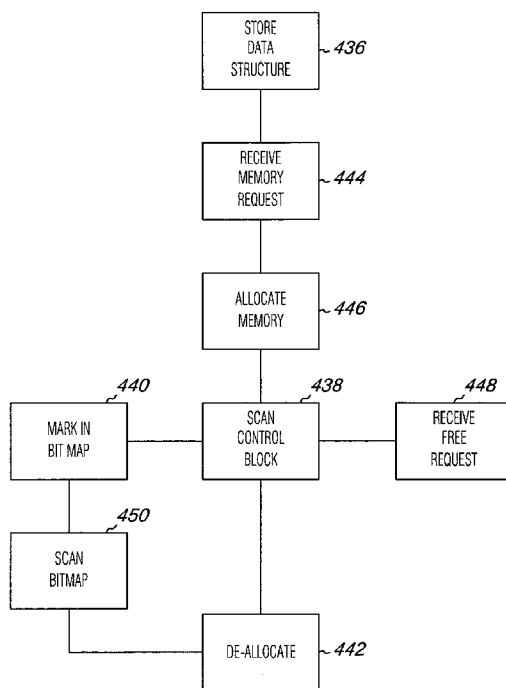 STORE
DATA
STRUCTURE
436
RECEIVE
MEMORY
REQUEST
444
ALLOCATE
MEMORY
446
440
MARK IN
BIT MAP
438
SCAN
CONTROL
BLOCK
448
RECEIVE
FREE
REQUEST
450
SCAN
BITMAP
DE-ALLOCATE
442